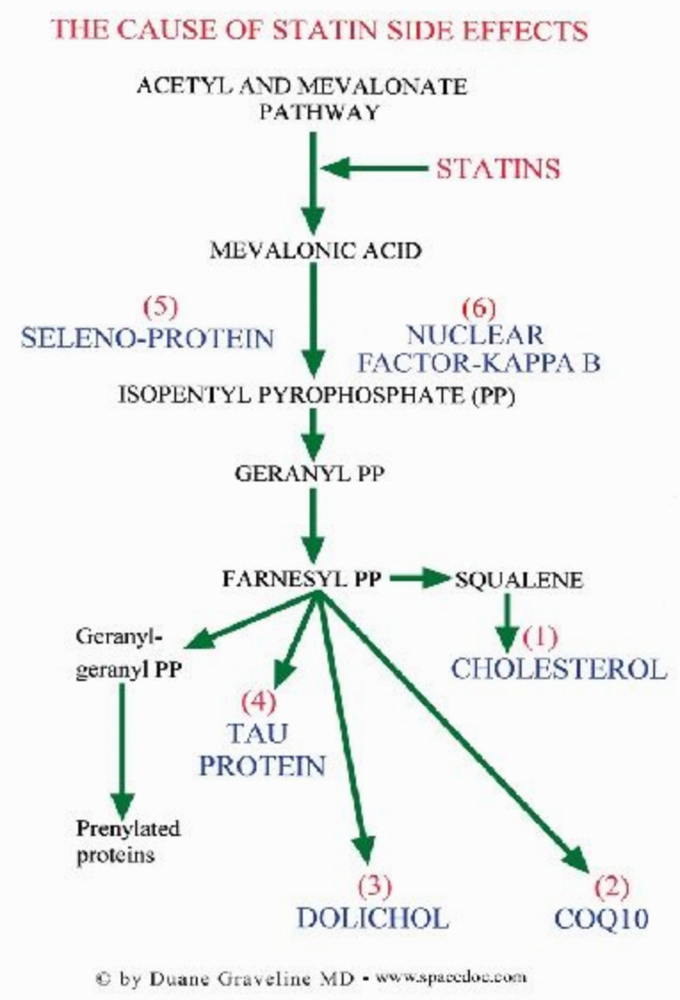 THE CAUSE OF STATIN SIDE EFFECTS
ACETYL AND MEVALONATE
PATHWAY
STATINS
MEVALONIC ACID
(5)
SELENO-PROTEIN
(6)
NUCLEAR
FACTOR-KAPPA B
ISOPENTYL PYROPHOSPHATE (PP)
GERANYL PP
FARNESYL PP
SQUALENE
(1)
CHOLESTEROL
Geranyl-
geranyl PP
(4)
TAU
PROTEIN
Prenylated
proteins
(3)
DOLICHOL
(2)
COQ10
© by Duane Graveline MD - www.spacedoc.com